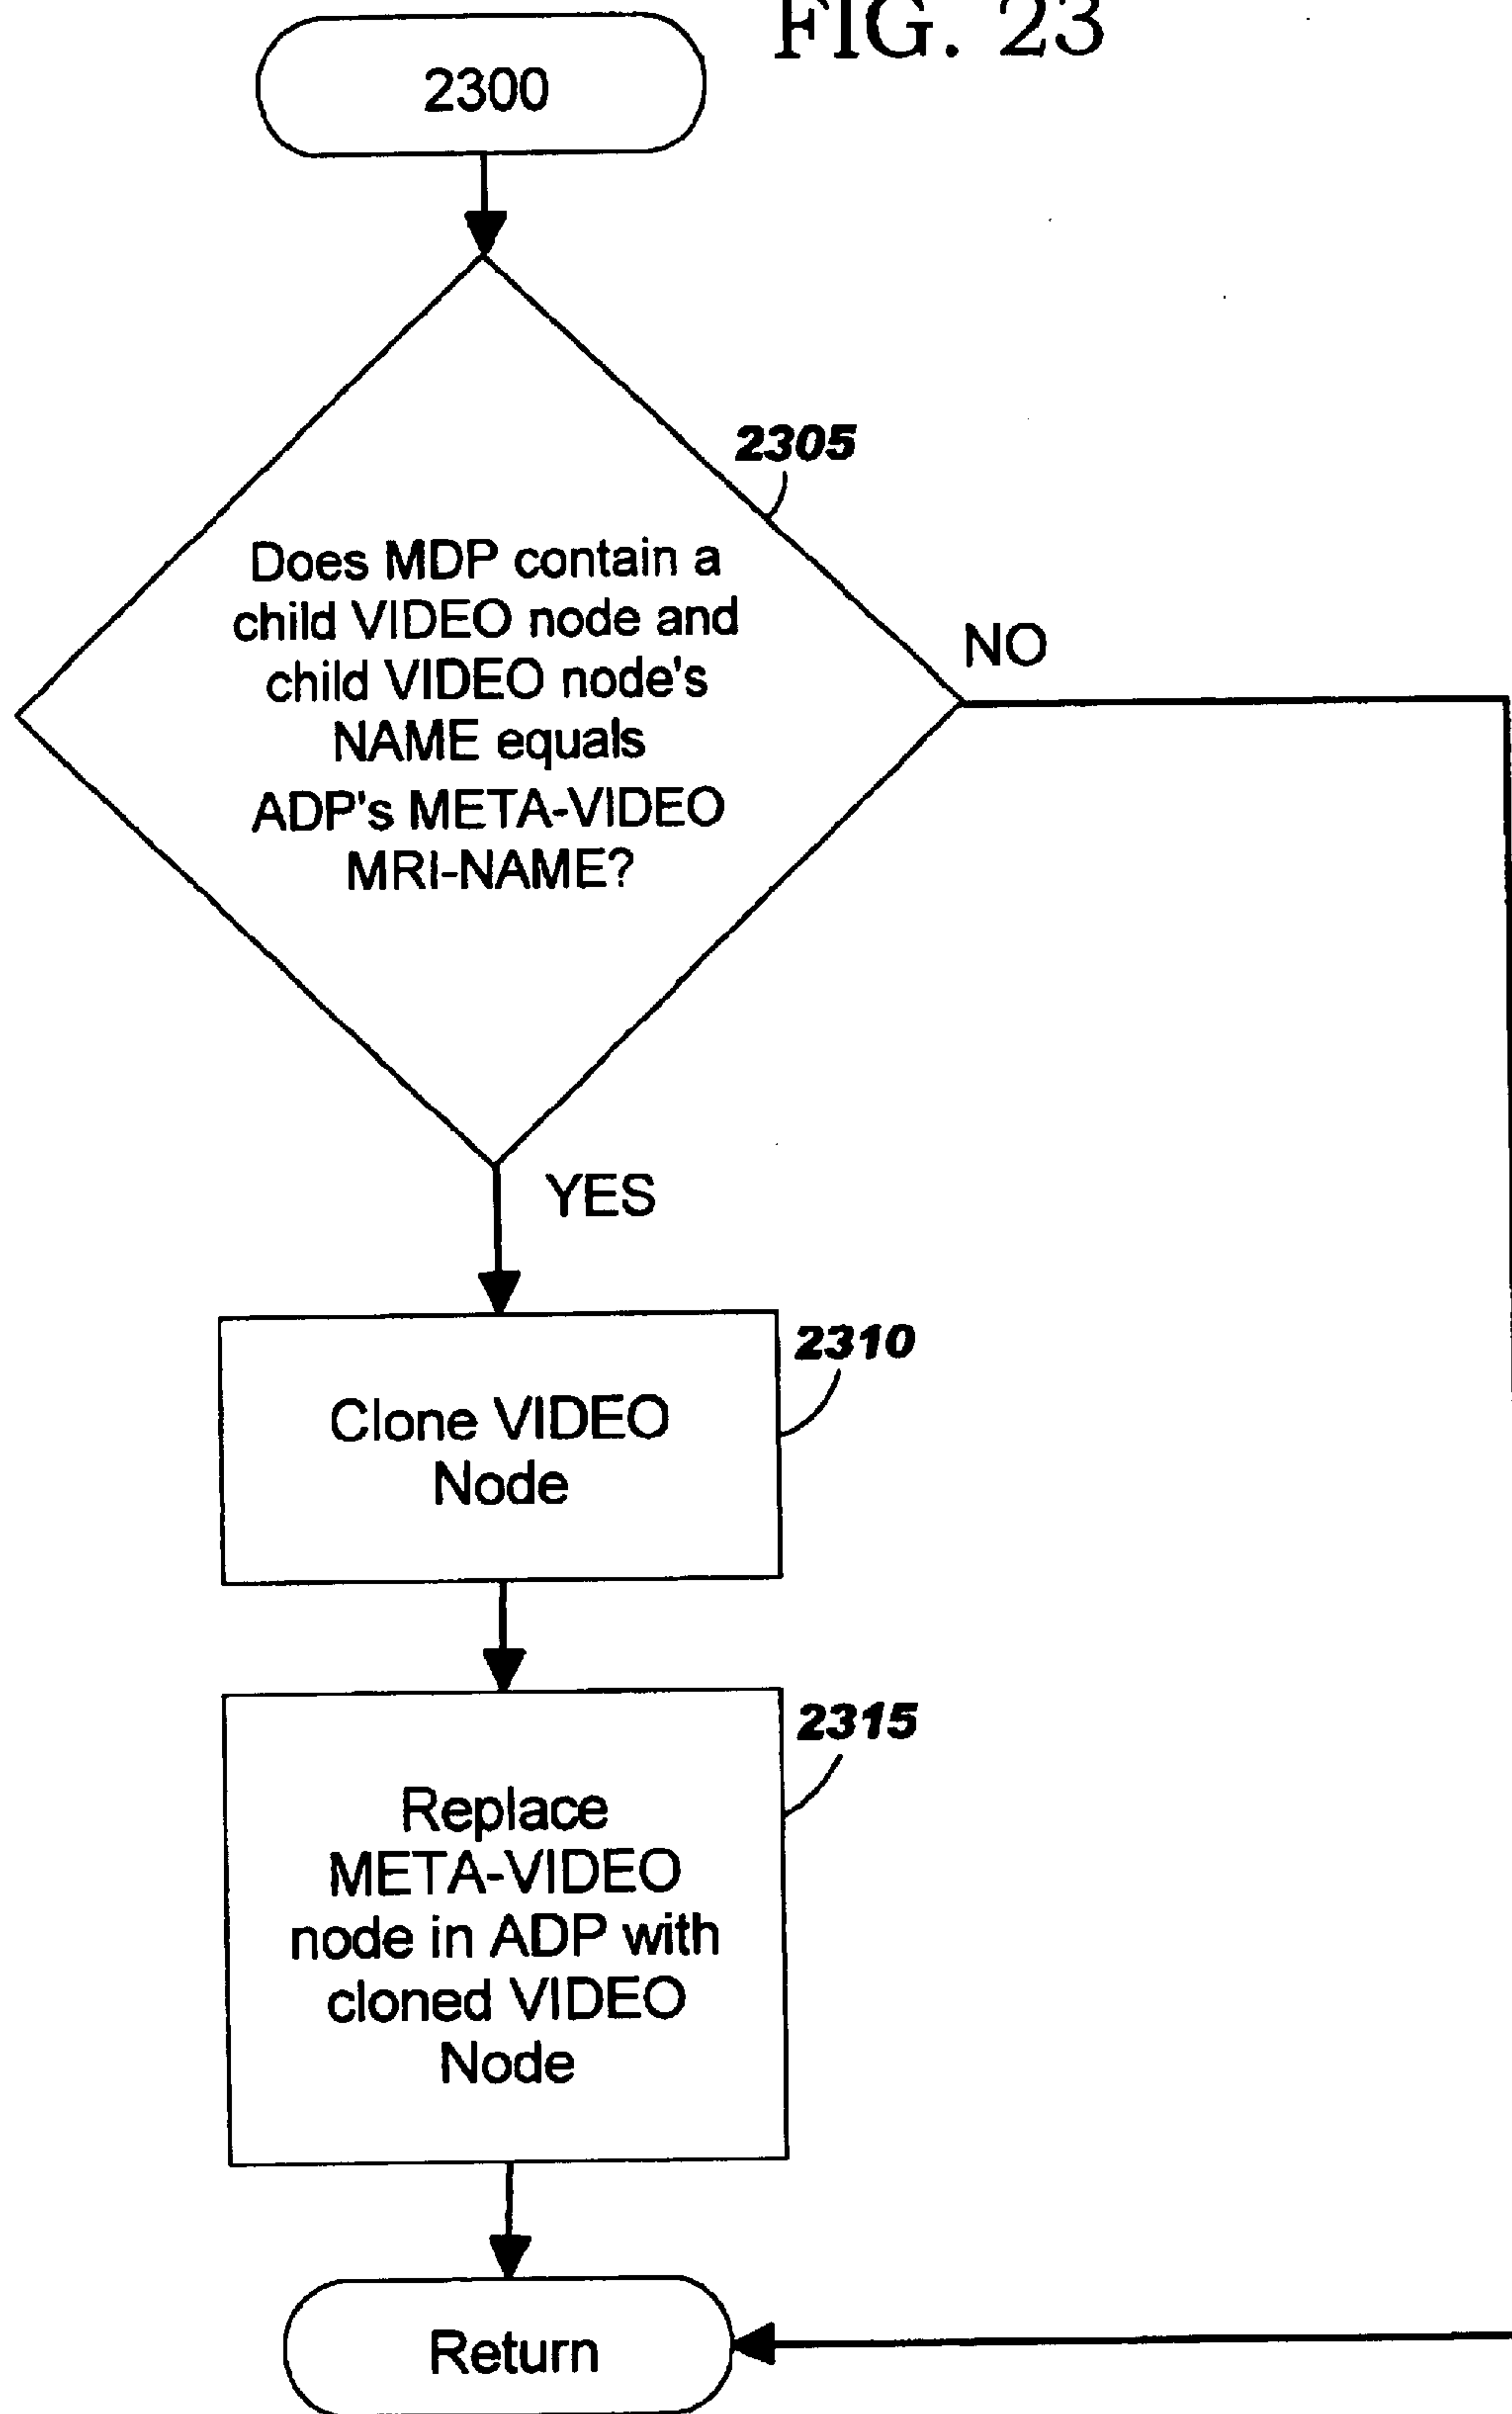 FIG. 23
2300
2305
Does MDP contain a
child VIDEO node and
child VIDEO node's
NAME equals
ADP's META-VIDEO
MRI-NAME?
NO
YES
2310
Clone VIDEO
Node
2315
Replace
META-VIDEO
node in ADP with
cloned VIDEO
Node
Return